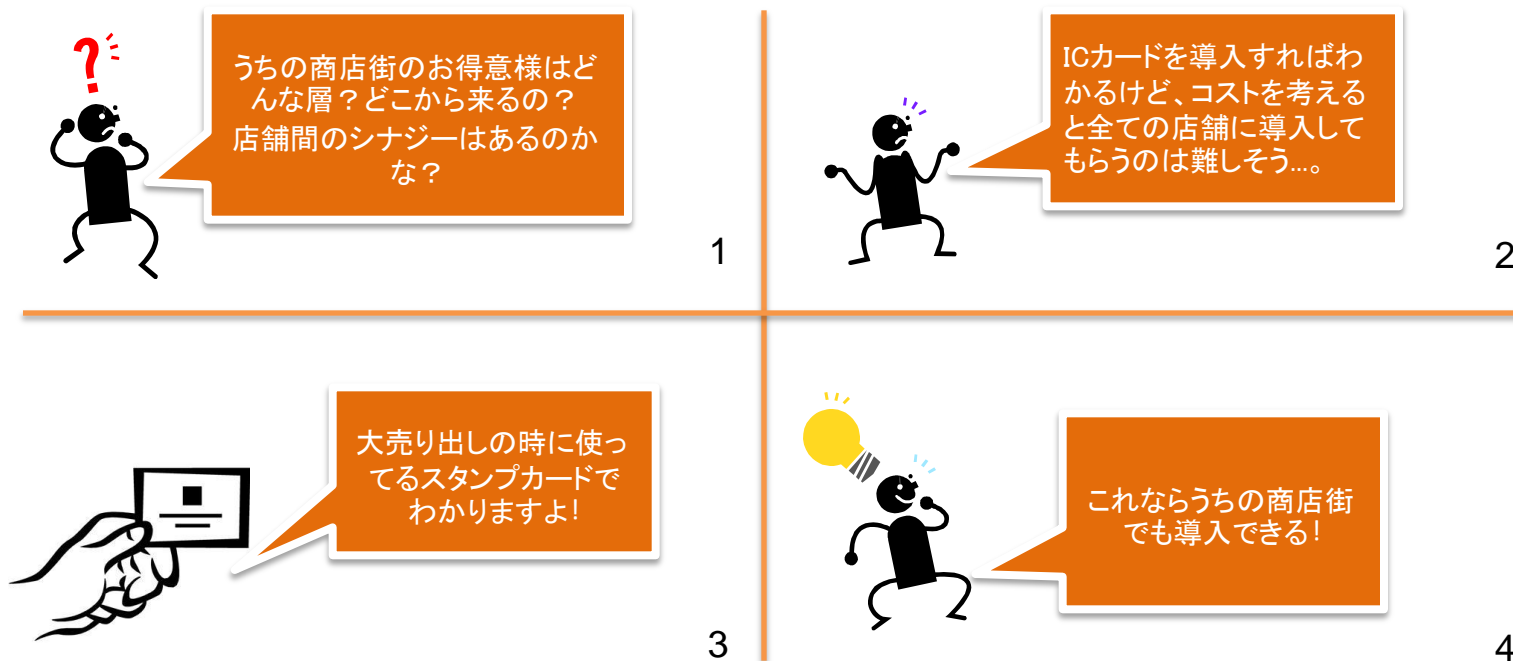 うちの商店街のお得意様はど
んな層？どこから来るの？
店舗間のシナジーはあるのか
な？
1
ICカードを導入すればわ
かるけど、コストを考える
と全ての店舗に導入して
もらうのは難しそう…。
2
大売り出しの時に使っ
てるスタンプカードで
わかりますよ！
3
これならうちの商店街
でも導入できる！
4